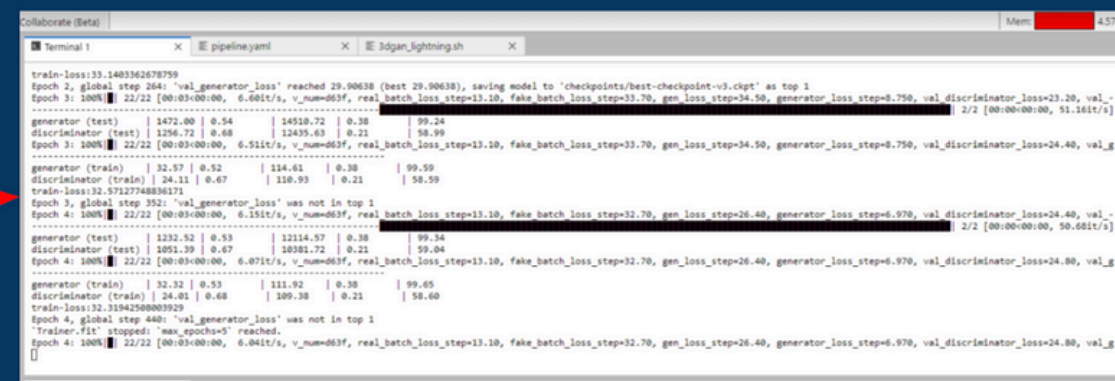 Collaborate (Beta)
Mem: 4.57
Terminal 1 × pipeline.yaml × 3dgan_lightning.sh ×
train-loss:33.1403362678759
Epoch 2, global step 264: 'val_generator_loss' reached 29.90638 (best 29.90638), saving model to 'checkpoints/best-checkpoint-v3.ckpt' as top 1
Epoch 3: 100%| | 22/22 [00:03<00:00, 6.60it/s, v_num=d63f, real_batch_loss_step=13.10, fake_batch_loss_step=33.70, gen_loss_step=34.50, generator_loss_step=8.750, val_discriminator_loss=23.20, val_-
| 2/2 [00:00<00:00, 51.16it/s]
generator (test) | 1472.00 | 0.54 | 14510.72 | 0.38 | 99.24
discriminator (test) | 1256.72 | 0.68 | 12435.63 | 0.21 | 58.99
Epoch 3: 100%| | 22/22 [00:03<00:00, 6.51it/s, v_num=d63f, real_batch_loss_step=13.10, fake_batch_loss_step=33.70, gen_loss_step=34.50, generator_loss_step=8.750, val_discriminator_loss=24.40, val_g
--------------------------------------------------------------------
generator (train) | 32.57 | 0.52 | 114.61 | 0.38 | 99.59
discriminator (train) | 24.11 | 0.67 | 110.93 | 0.21 | 58.59
train-loss:32.57127748836171
Epoch 3, global step 352: 'val_generator_loss' was not in top 1
Epoch 4: 100%| | 22/22 [00:03<00:00, 6.15it/s, v_num=d63f, real_batch_loss_step=13.10, fake_batch_loss_step=32.70, gen_loss_step=26.40, generator_loss_step=6.970, val_discriminator_loss=24.40, val_-
| 2/2 [00:00<00:00, 50.68it/s]
generator (test) | 1232.52 | 0.53 | 12114.57 | 0.38 | 99.34
discriminator (test) | 1051.39 | 0.67 | 10381.72 | 0.21 | 59.04
Epoch 4: 100%| | 22/22 [00:03<00:00, 6.07it/s, v_num=d63f, real_batch_loss_step=13.10, fake_batch_loss_step=32.70, gen_loss_step=26.40, generator_loss_step=6.970, val_discriminator_loss=24.80, val_g
--------------------------------------------------------------------
generator (train) | 32.32 | 0.53 | 111.92 | 0.38 | 99.65
discriminator (train) | 24.01 | 0.68 | 109.38 | 0.21 | 58.60
train-loss:32.31942508003929
Epoch 4, global step 440: 'val_generator_loss' was not in top 1
`Trainer.fit` stopped: `max_epochs=5` reached.
Epoch 4: 100%| | 22/22 [00:03<00:00, 6.04it/s, v_num=d63f, real_batch_loss_step=13.10, fake_batch_loss_step=32.70, gen_loss_step=26.40, generator_loss_step=6.970, val_discriminator_loss=24.80, val_g